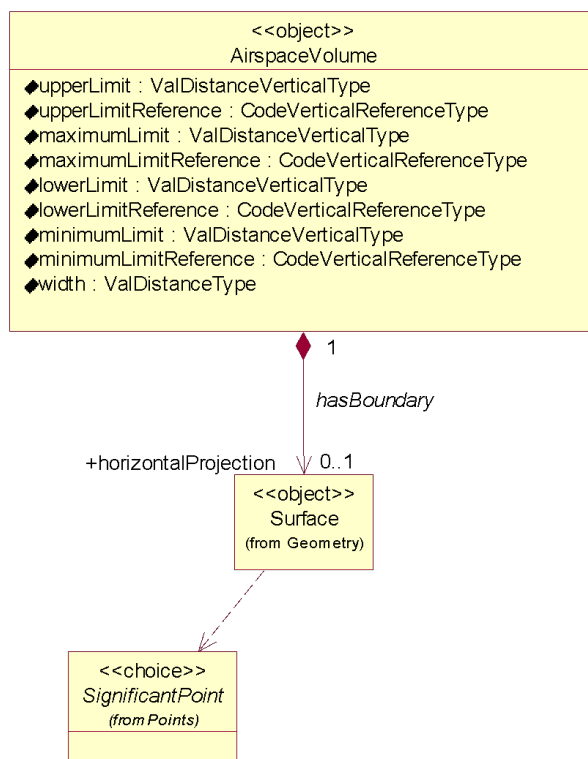 <<object>>
AirspaceVolume
upperLimit : ValDistanceVerticalType
upperLimitReference : CodeVerticalReferenceType
maximumLimit : ValDistanceVerticalType
maximumLimitReference : CodeVerticalReferenceType
lowerLimit : ValDistanceVerticalType
lowerLimitReference : CodeVerticalReferenceType
minimumLimit : ValDistanceVerticalType
minimumLimitReference : CodeVerticalReferenceType
width : ValDistanceType
1
hasBoundary
+horizontalProjection 0..1
<<object>>
Surface
(from Geometry)
<<choice>>
SignificantPoint
(from Points)